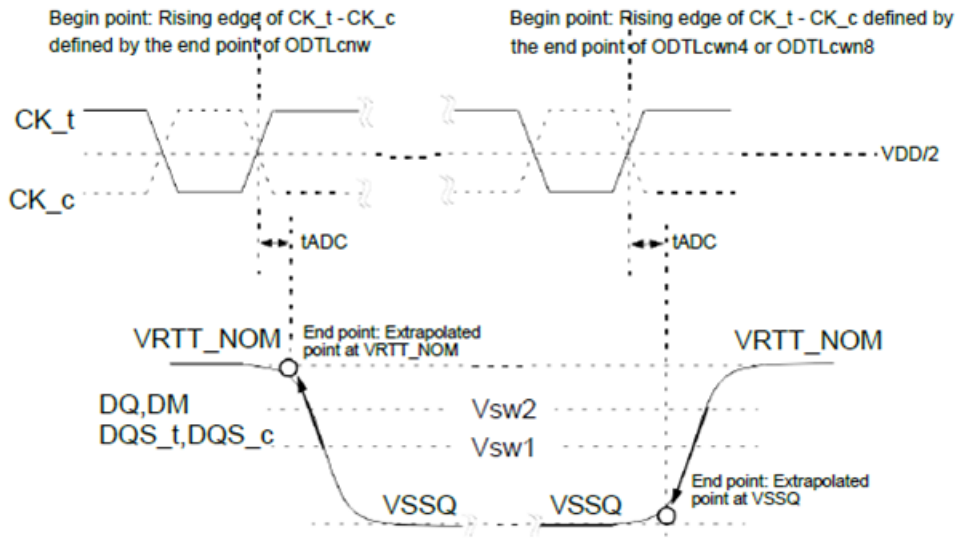 Begin point: Rising edge of CK_t - CK_c
defined by the end point of ODTLcnw
Begin point: Rising edge of CK_t - CK_c defined by
the end point of ODTLcwn4 or ODTLcwn8
CK_t
VDD/2
CK_c
tADC
tADC
VRTT_NOM
End point: Extrapolated
point at VRTT_NOM
VRTT_NOM
DQ,DM
DQS_t,DQS_c
Vsw2
Vsw1
End point: Extrapolated
point at VSSQ
VSSQ
VSSQ